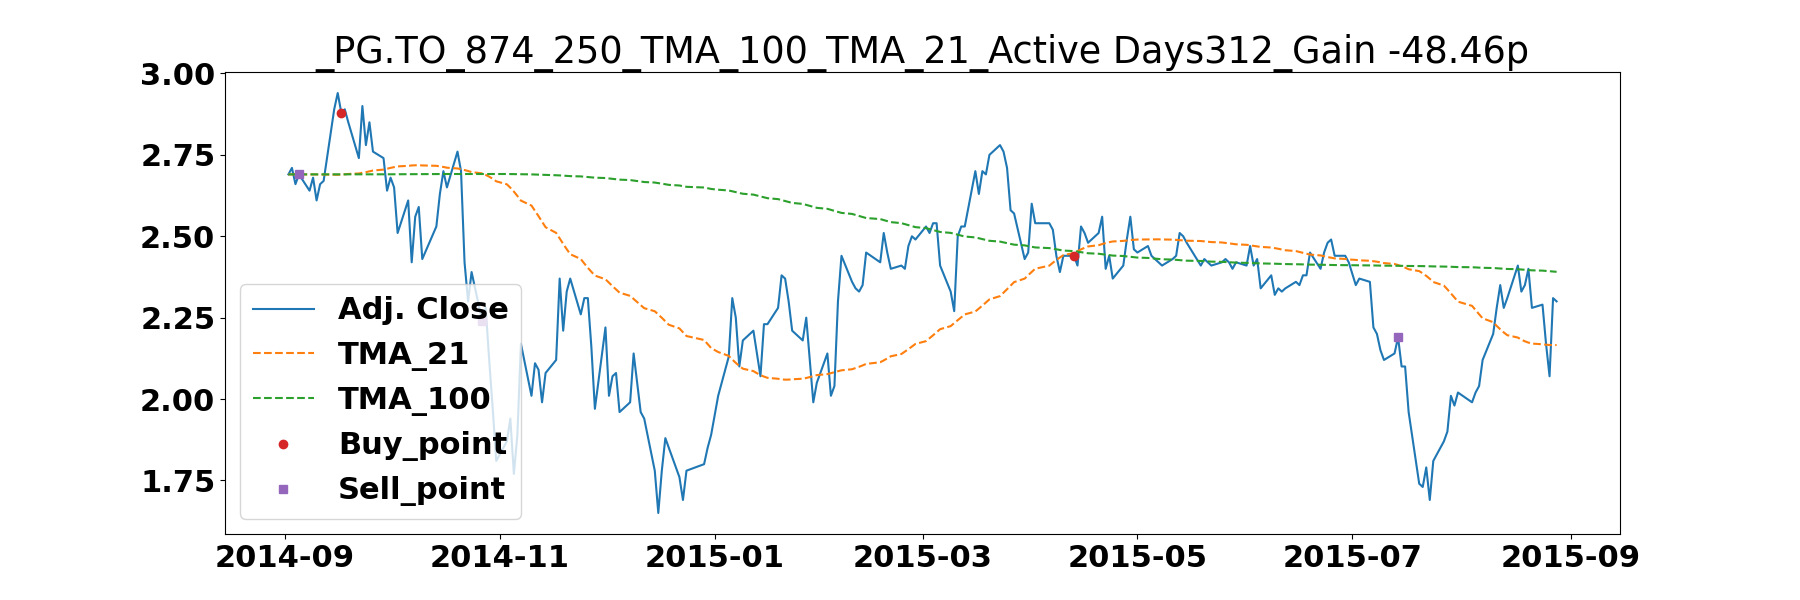 _PG.TO_874_250_TMA_100_TMA_21_Active Days312_Gain -48.46p
3.00
2.75
2.50
2.25
2.00
1.75
Adj. Close
TMA_21
TMA_100
Buy_point
Sell_point
2014-09 2014-11 2015-01 2015-03 2015-05 2015-07 2015-09